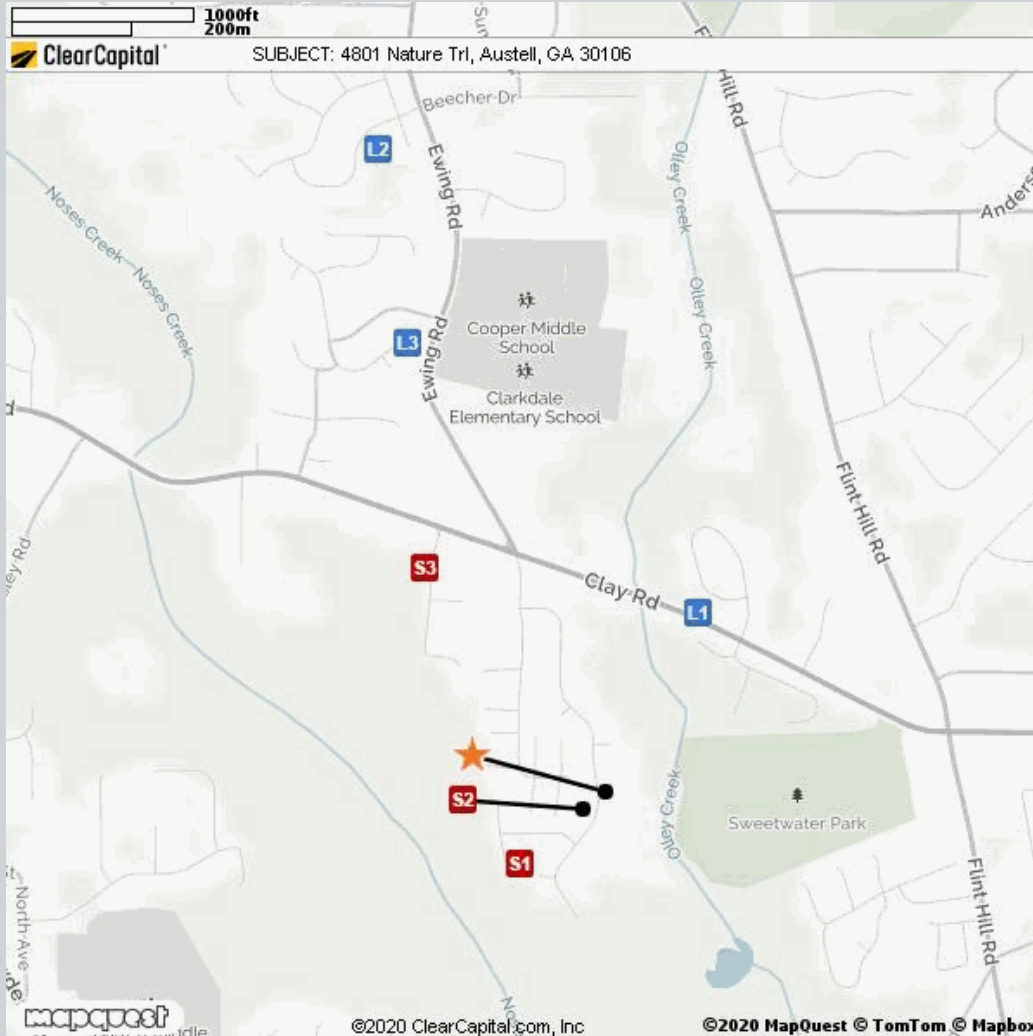 1000ft
200m
ClearCapital
SUBJECT: 4801 Nature Trl, Austell, GA 30106
Beecher Dr
Hill Rd
L2
Ewing Rd
Olley Creek
Noses Creek
Noses Creek
Olley Creek
Cooper Middle
School
L3
Ewing Rd
Clarkdale
Elementary School
Flint Hill Rd
S3
Clay Rd
L1
S2
Sweetwater Park
Olley Creek
S1
North Ave
Flint Hill Rd
mapquest
©2020 ClearCapital.com, Inc
©2020 MapQuest © TomTom © Mapbox